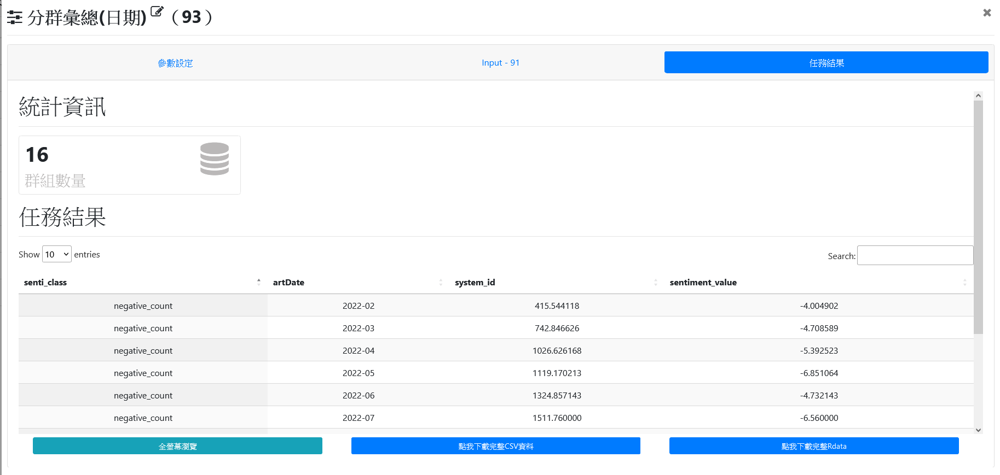 分群彙總(日期) （93）
參數設定 Input - 91 任務結果
統計資訊
16
群組數量
任務結果
Show 10 entries Search:
senti_class artDate system_id sentiment_value
negative_count 2022-02 415.544118 -4.004902
negative_count 2022-03 742.846626 -4.708589
negative_count 2022-04 1026.626168 -5.392523
negative_count 2022-05 1119.170213 -6.851064
negative_count 2022-06 1324.857143 -4.732143
negative_count 2022-07 1511.760000 -6.560000
全螢幕瀏覽 點我下載完整CSV資料 點我下載完整Rdata